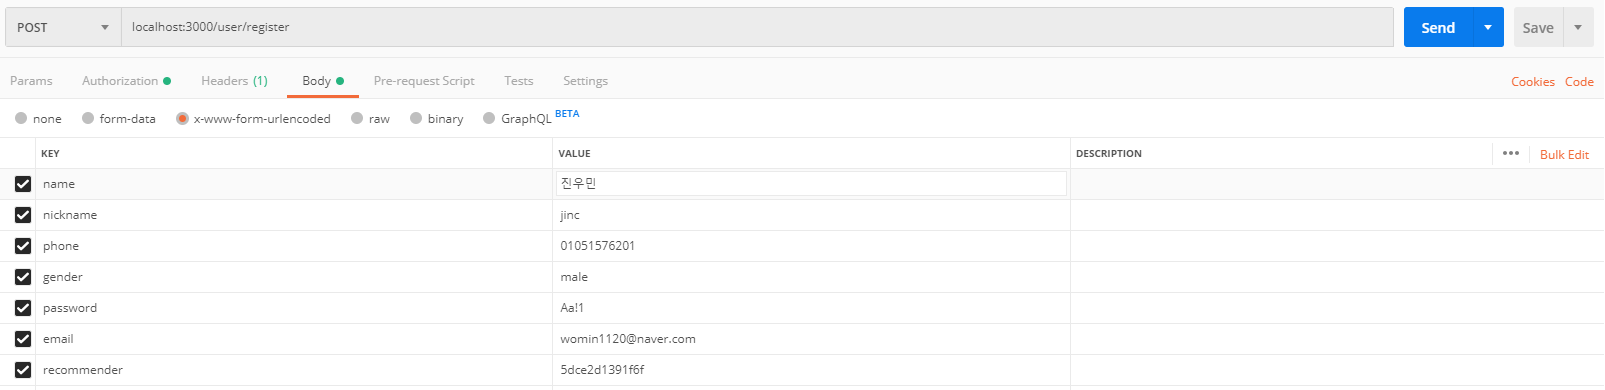 POST localhost:3000/user/register Send Save
Params Authorization Headers (1) Body Pre-request Script Tests Settings Cookies Code
none form-data x-www-form-urlencoded raw binary GraphQL BETA
KEY VALUE DESCRIPTION Bulk Edit
name 진우민
nickname jinc
phone 01051576201
gender male
password Aa!1
email womin1120@naver.com
recommender 5dce2d1391f6f